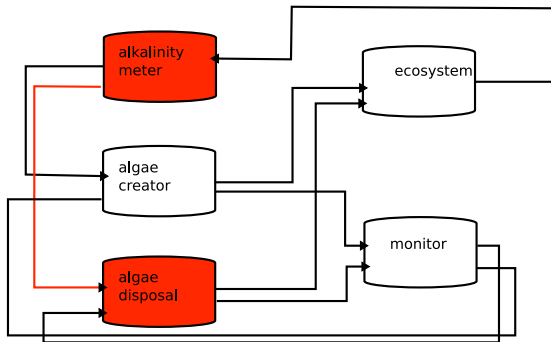 alkalinity
meter
ecosystem
algae
creator
monitor
algae
disposal